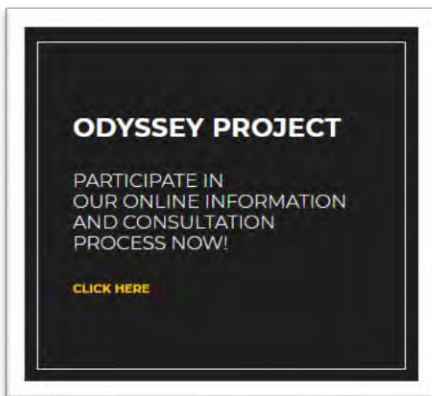 ODYSSEY PROJECT
PARTICIPATE IN
OUR ONLINE INFORMATION
AND CONSULTATION
PROCESS NOW!
CLICK HERE